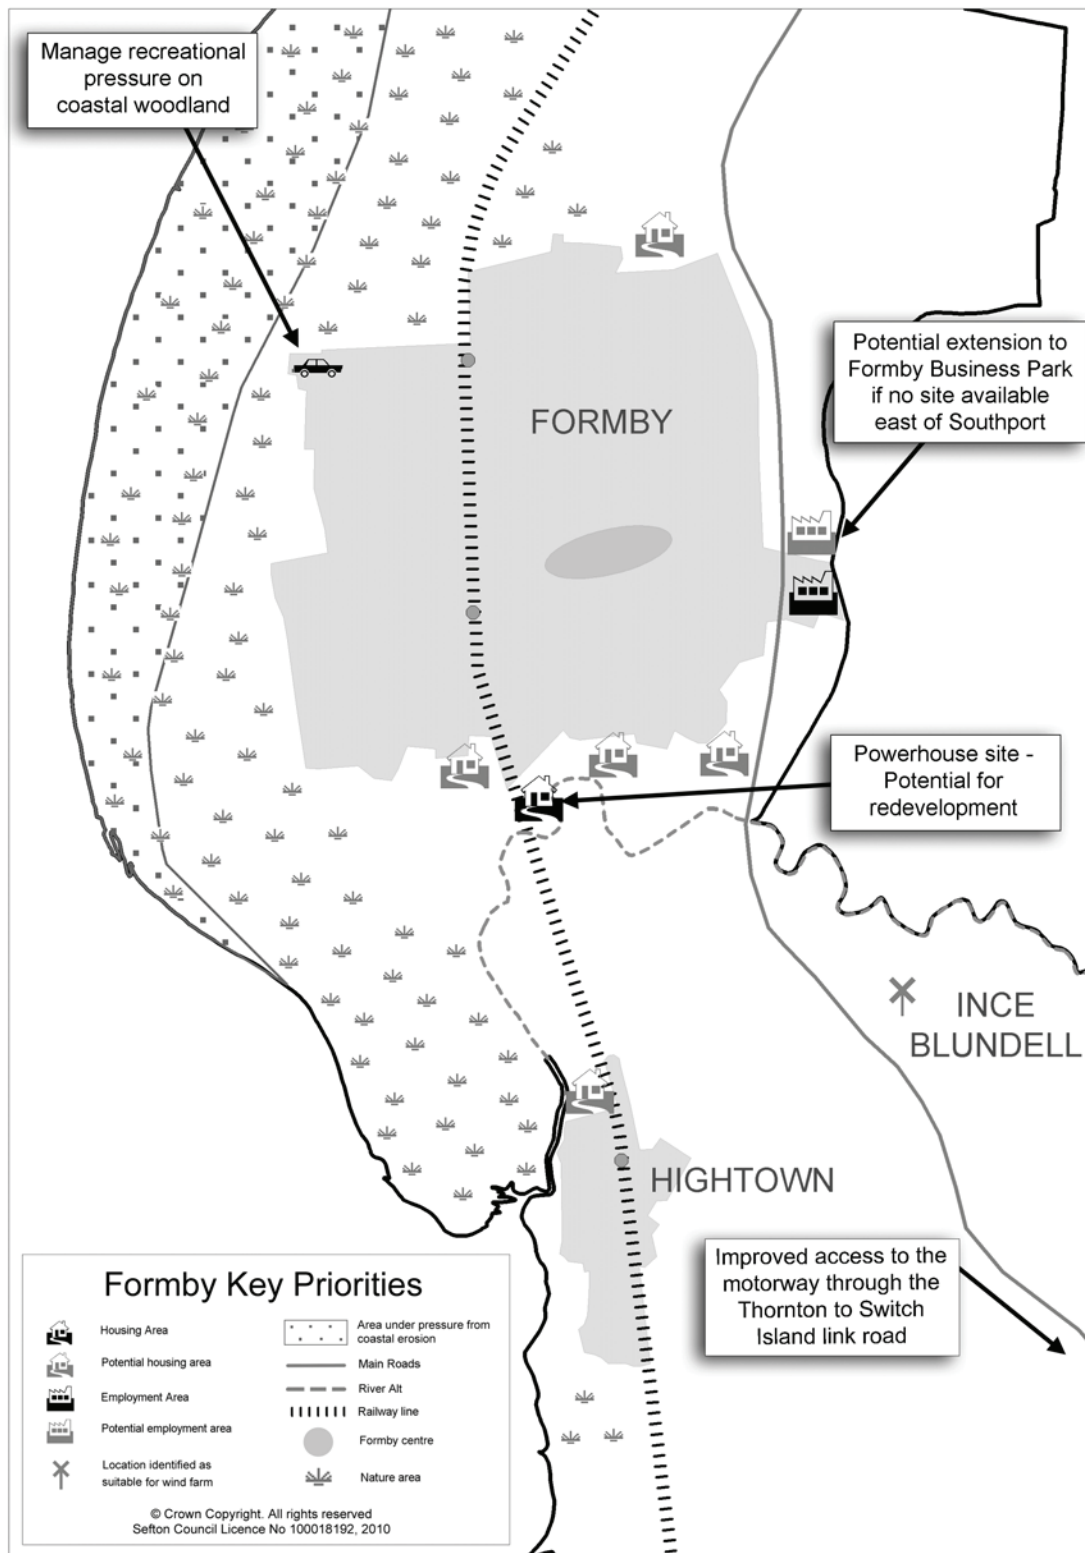 Manage recreational
pressure on
coastal woodland
Potential extension to
Formby Business Park
if no site available
east of Southport
FORMBY
Powerhouse site -
Potential for
redevelopment
INCE
BLUNDELL
HIGHTOWN
Improved access to the
motorway through the
Thornton to Switch
Island link road
Formby Key Priorities
Housing Area
Potential housing area
Employment Area
Potential employment area
Location identified as
suitable for wind farm
Area under pressure from
coastal erosion
Main Roads
River Alt
Railway line
Formby centre
Nature area
© Crown Copyright. All rights reserved
Sefton Council Licence No 100018192, 2010